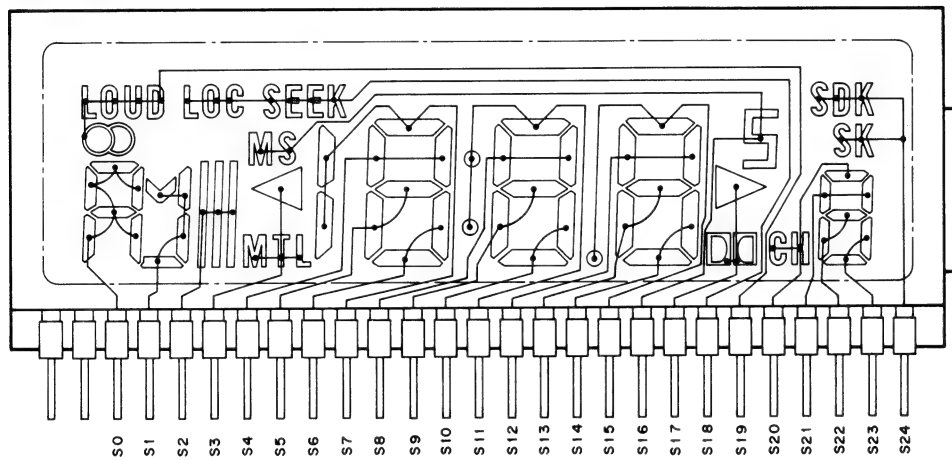 LOUD LOC SEEK SDK
MS SK
MTL CH
S0 S1 S2 S3 S4 S5 S6 S7 S8 S9 S10 S11 S12 S13 S14 S15 S16 S17 S18 S19 S20 S21 S22 S23 S24